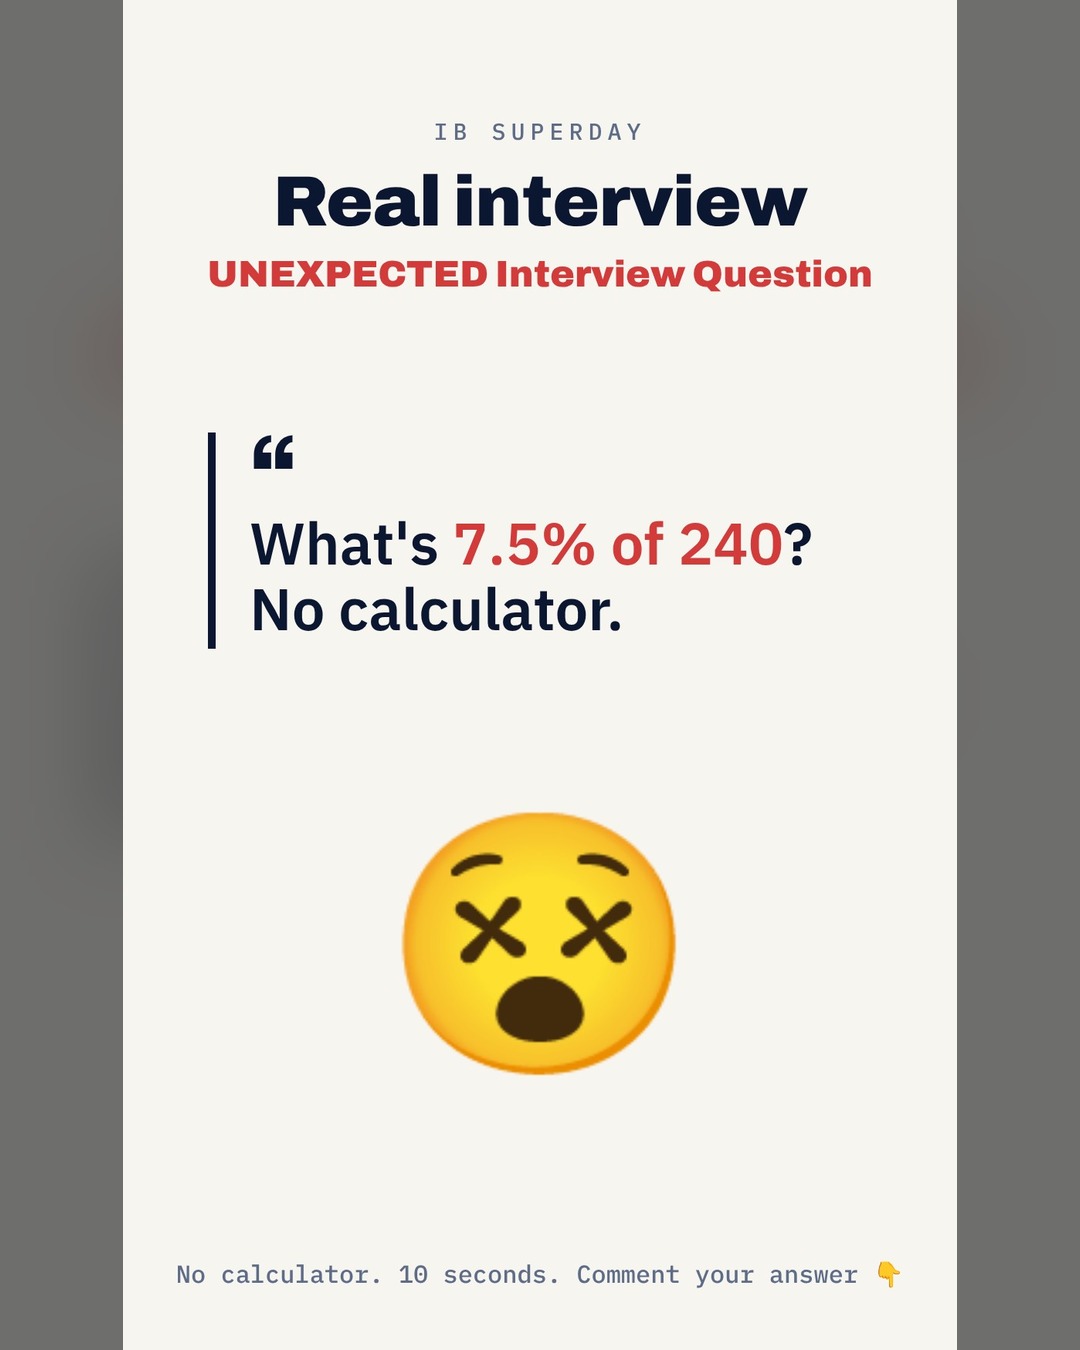 IB SUPERDAY
Real interview
UNEXPECTED Interview Question
“
What's 7.5% of 240?
No calculator.
No calculator. 10 seconds. Comment your answer 👇